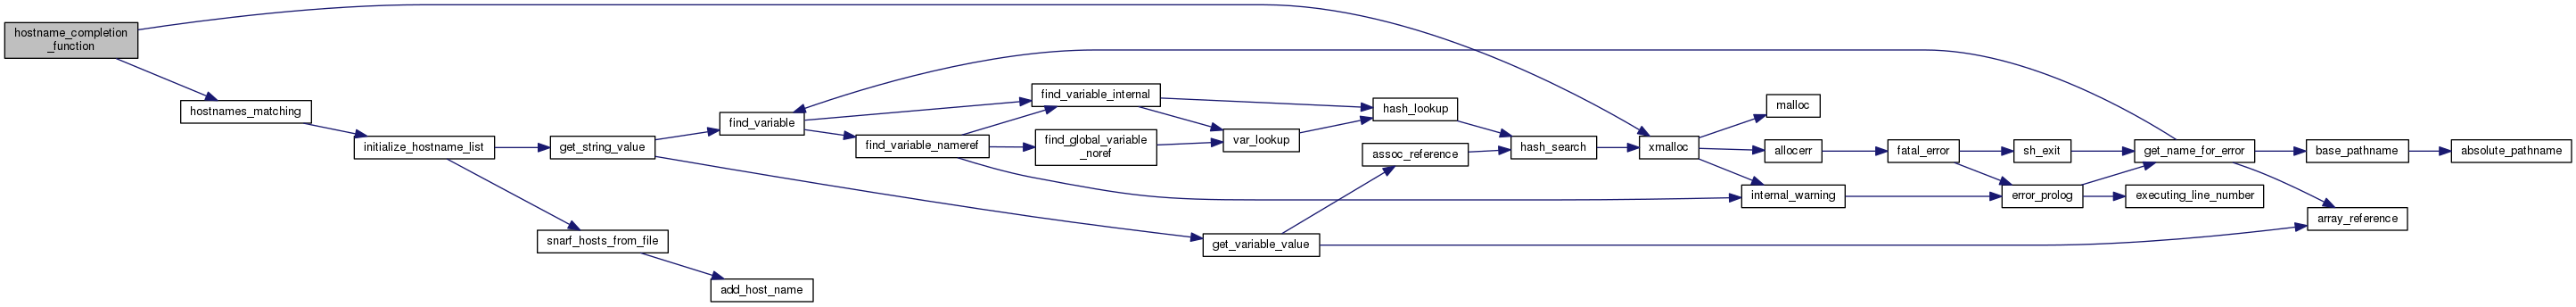 hostname_completion
_function
hostnames_matching
initialize_hostname_list
get_string_value
snarf_hosts_from_file
add_host_name
find_variable
find_variable_internal
find_variable_nameref
find_global_variable
_noref
var_lookup
get_variable_value
hash_lookup
assoc_reference
hash_search
xmalloc
malloc
allocerr
internal_warning
fatal_error
sh_exit
error_prolog
get_name_for_error
executing_line_number
base_pathname
array_reference
absolute_pathname